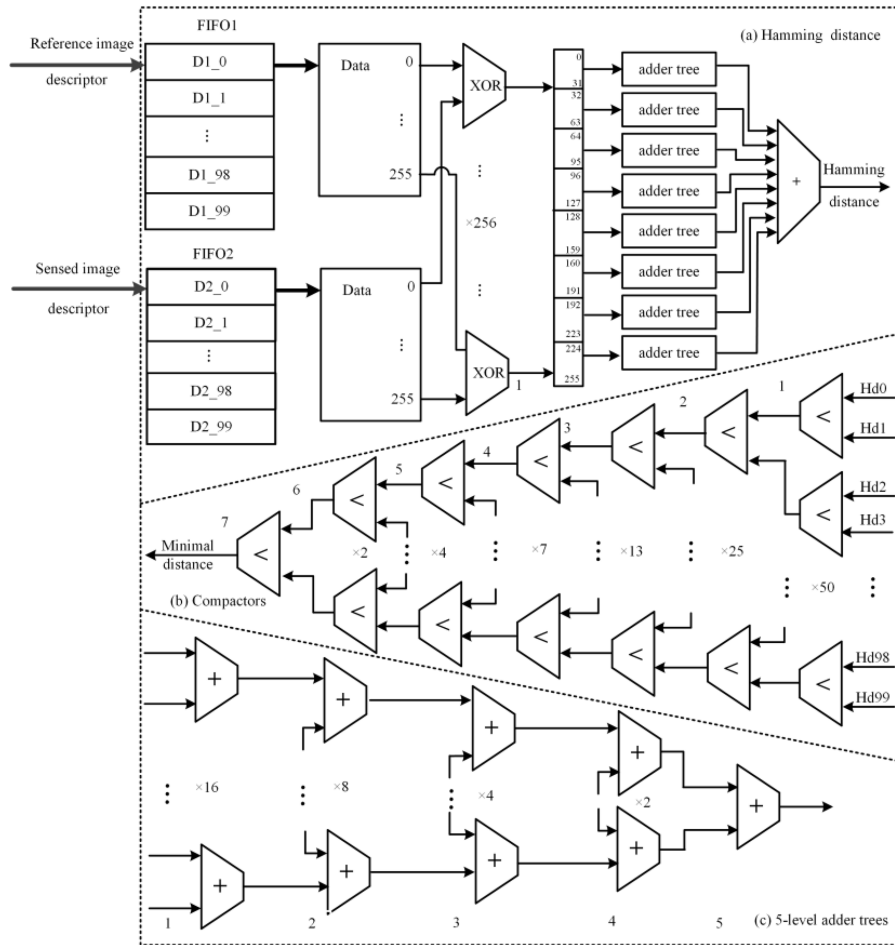 FIFO1
(a) Hamming distance
Reference image
descriptor
D1_0
D1_1
⋮
D1_98
D1_99
Data
0
⋮
255
XOR
⋮
×256
⋮
FIFO2
Sensed image
descriptor
D2_0
D2_1
⋮
D2_98
D2_99
Data
0
⋮
255
XOR
1
0
31
32
63
64
95
96
127
128
159
160
191
192
223
224
255
adder tree
adder tree
adder tree
adder tree
adder tree
adder tree
adder tree
adder tree
+
Hamming
distance
1
2
3
4
5
6
7
Hd0
Hd1
Hd2
Hd3
Hd98
Hd99
<
<
<
<
<
<
<
<
<
<
<
<
<
<
×2
×4
×7
×13
×25
×50
Minimal
distance
(b) Compactors
+
+
+
+
+
+
+
+
+
×16
×8
×4
×2
1
2
3
4
5
(c) 5-level adder trees